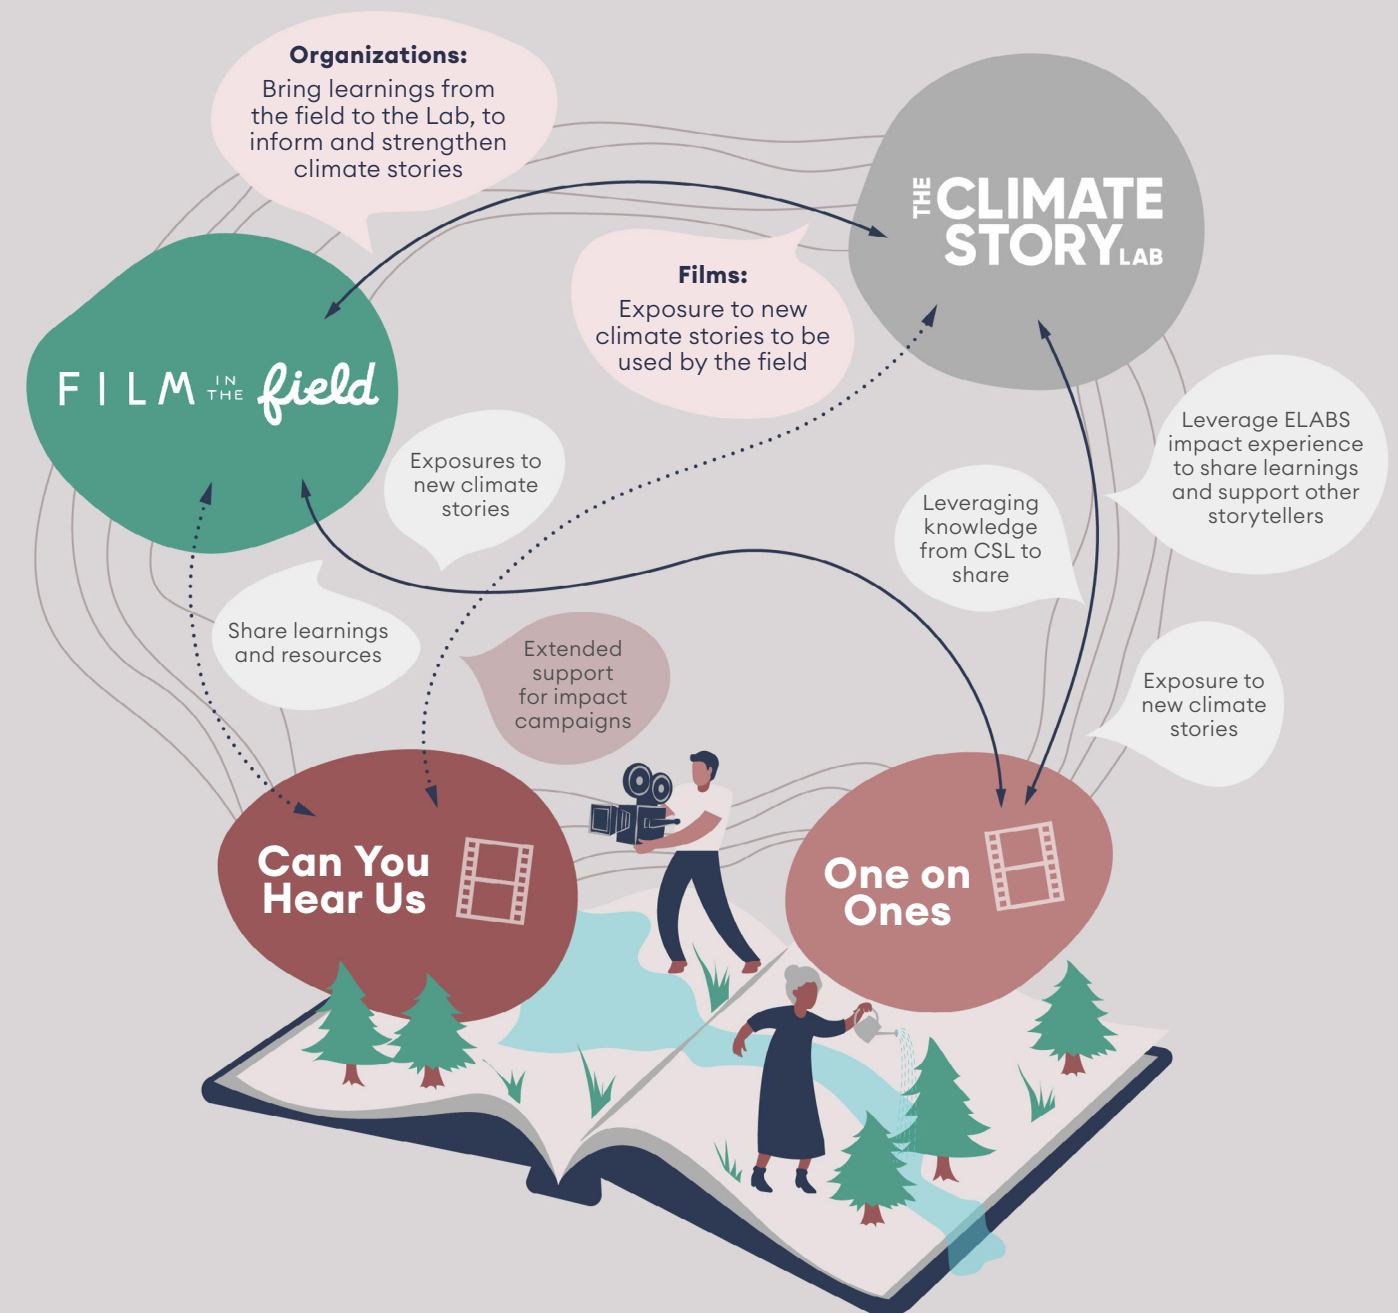 Organizations:
Bring learnings from
the field to the Lab, to
inform and strengthen
climate stories
THE CLIMATE
STORY LAB
Films:
Exposure to new
climate stories to be
used by the field
FILM IN THE field
Exposures to
new climate
stories
Leverage ELABS
impact experience
to share learnings
and support other
storytellers
Leveraging
knowledge
from CSL to
share
Share learnings
and resources
Extended
support
for impact
campaigns
Exposure to
new climate
stories
Can You
Hear Us
One on
Ones